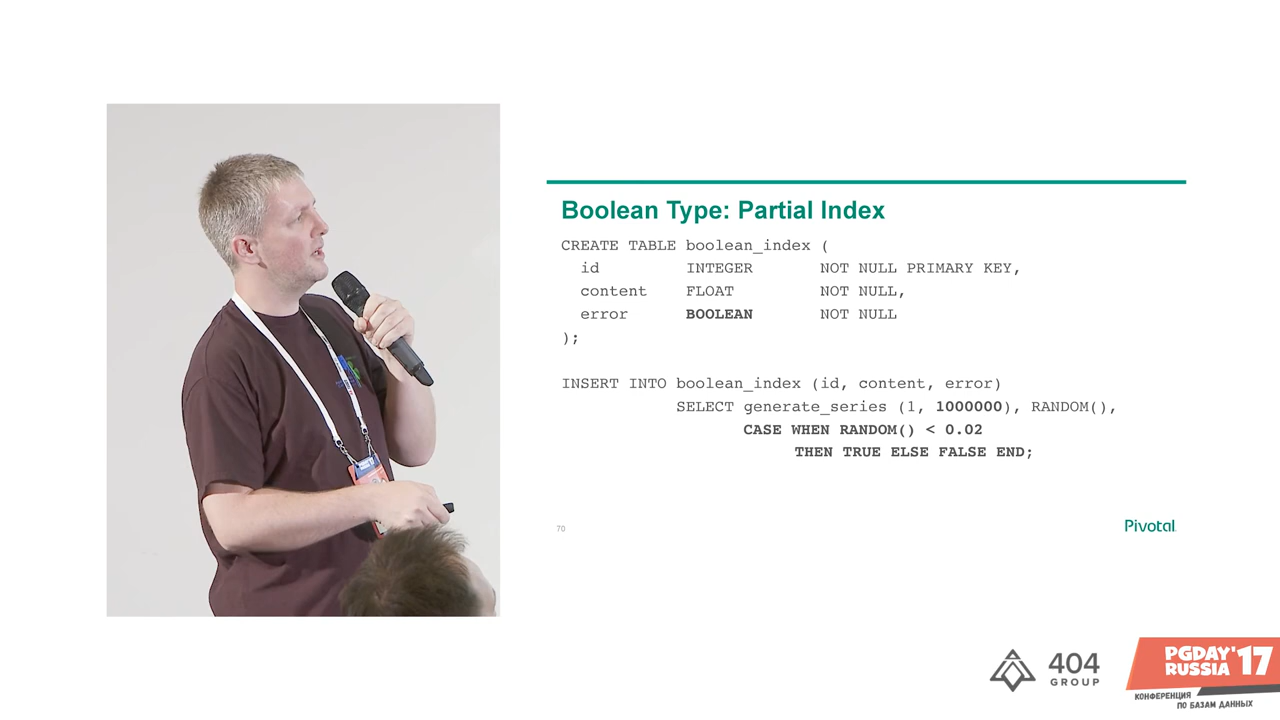 Boolean Type: Partial Index
CREATE TABLE boolean_index (
id INTEGER NOT NULL PRIMARY KEY,
content FLOAT NOT NULL,
error BOOLEAN NOT NULL
);
INSERT INTO boolean_index (id, content, error)
SELECT generate_series (1, 1000000), RANDOM(),
CASE WHEN RANDOM() < 0.02
THEN TRUE ELSE FALSE END;
70
Pivotal
404
GROUP
PGDAY'17
RUSSIA
КОНФЕРЕНЦИЯ
ПО БАЗАМ ДАННЫХ